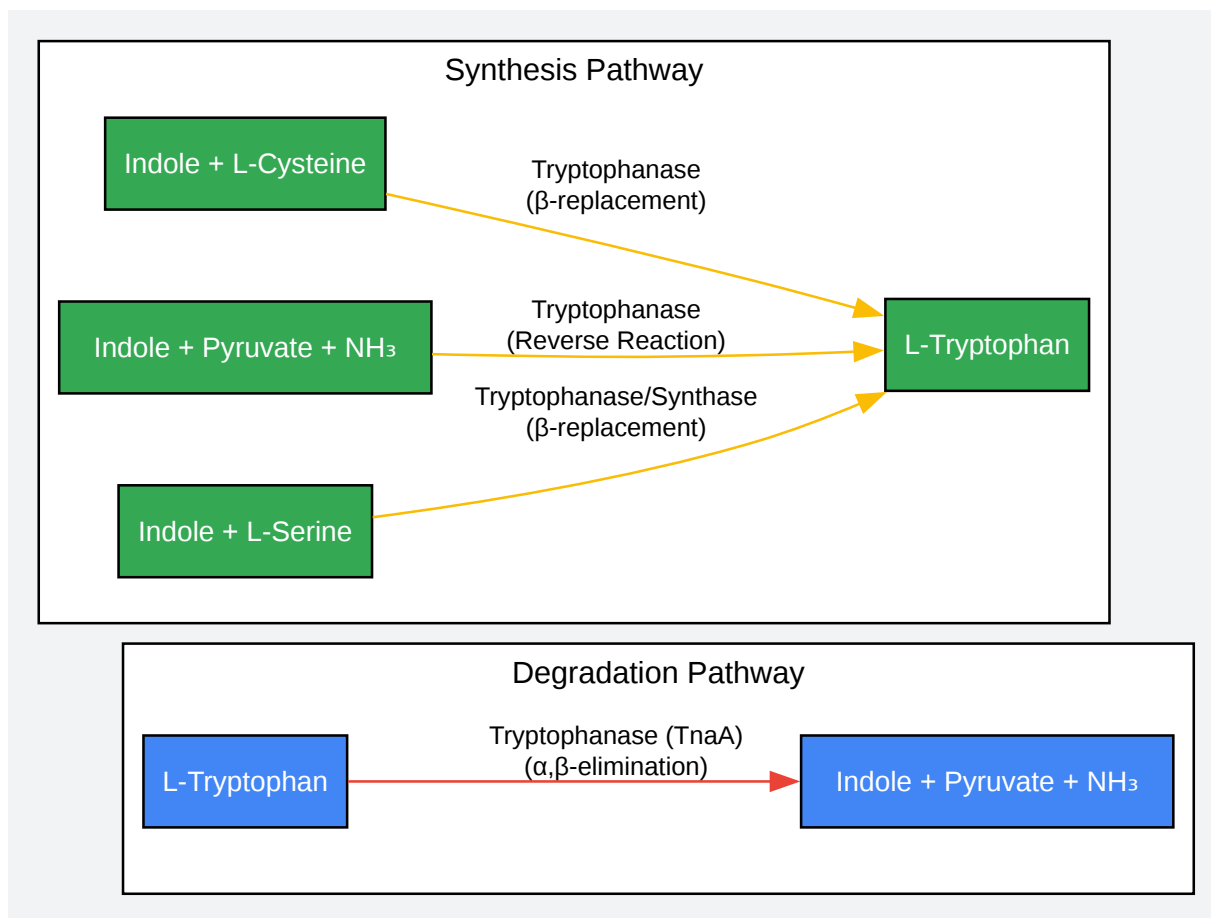 Synthesis Pathway
Indole + L-Cysteine
Tryptophanase
(β-replacement)
Indole + Pyruvate + NH₃
Tryptophanase
(Reverse Reaction)
L-Tryptophan
Tryptophanase/Synthase
(β-replacement)
Indole + L-Serine
Degradation Pathway
L-Tryptophan
Tryptophanase (TnaA)
(α,β-elimination)
Indole + Pyruvate + NH₃